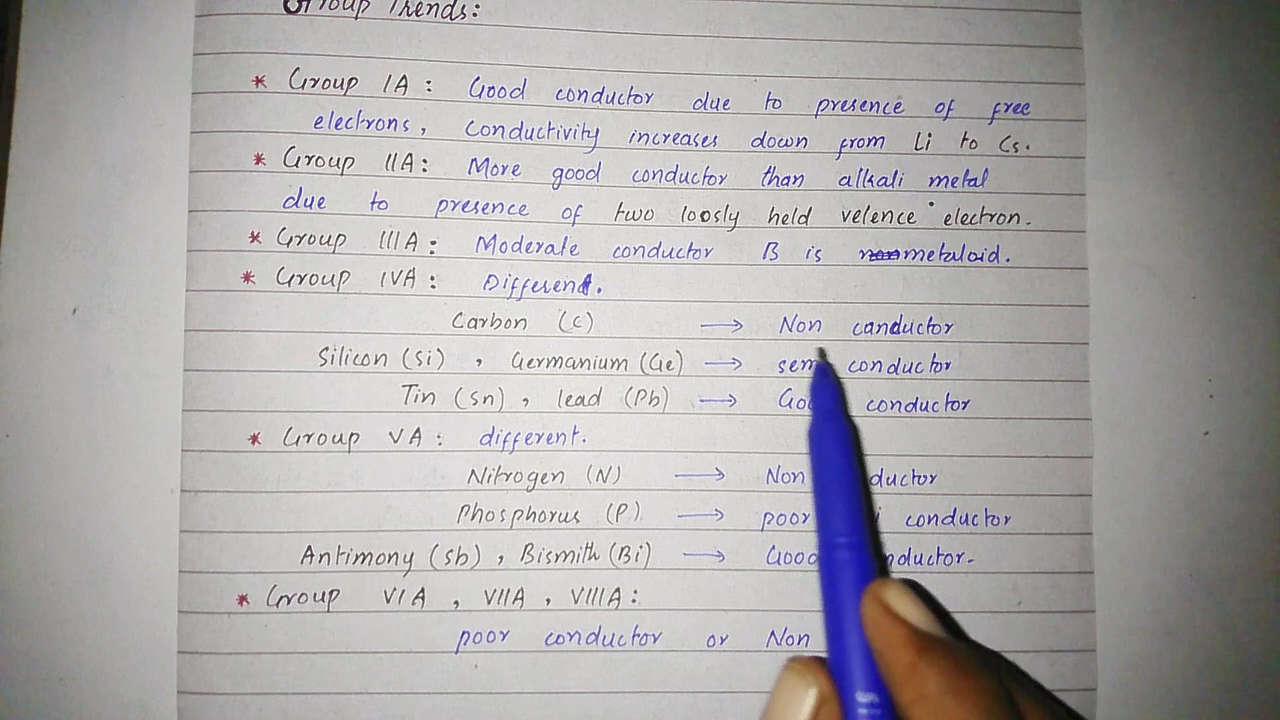 Group Trends:
* Group IA: Good conductor due to presence of free
electrons, Conductivity increases down from Li to Cs.
* Group IIA: More good conductor than alkali metal
due to presence of two loosly held velence electron.
* Group IIIA: Moderate conductor B is metaloid.
* Group IVA: Different.
Carbon (C) → Non canductor
Silicon (Si), Germanium (Ge) → sem conductor
Tin (Sn), lead (Pb) → conductor
* Group VA: different.
Nitrogen (N) → Non ductor
Phosphorus (P) → poor conductor
Antimony (Sb), Bismith (Bi) → Good nductor.
* Group VIA, VIIA, VIIIA:
poor conductor or Non